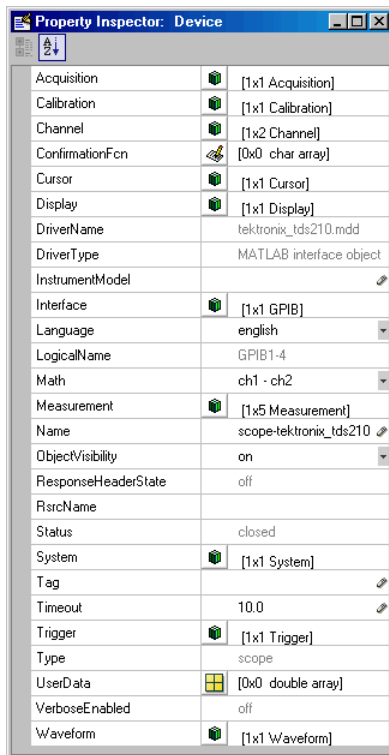 Property Inspector: Device
A
Z
Acquisition [1x1 Acquisition]
Calibration [1x1 Calibration]
Channel [1x2 Channel]
ConfirmationFcn [0x0 char array]
Cursor [1x1 Cursor]
Display [1x1 Display]
DriverName tektronix_tds210.mdd
DriverType MATLAB interface object
InstrumentModel
Interface [1x1 GPIB]
Language english
LogicalName GPIB1-4
Math ch1 - ch2
Measurement [1x5 Measurement]
Name scope-tektronix_tds210
ObjectVisibility on
ResponseHeaderState off
RsrcName
Status closed
System [1x1 System]
Tag
Timeout 10.0
Trigger [1x1 Trigger]
Type scope
UserData [0x0 double array]
VerboseEnabled off
Waveform [1x1 Waveform]